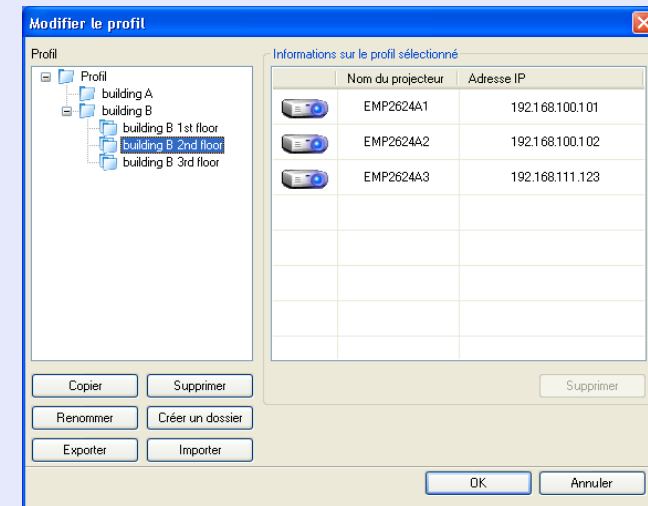 Modifier le profil
Profil
Profil
building A
building B
building B 1st floor
building B 2nd floor
building B 3rd floor
Copier Supprimer
Renommer Créer un dossier
Exporter Importer
Informations sur le profil sélectionné
Nom du projecteur Adresse IP
EMP2624A1 192.168.100.101
EMP2624A2 192.168.100.102
EMP2624A3 192.168.111.123
Supprimer
OK Annuler